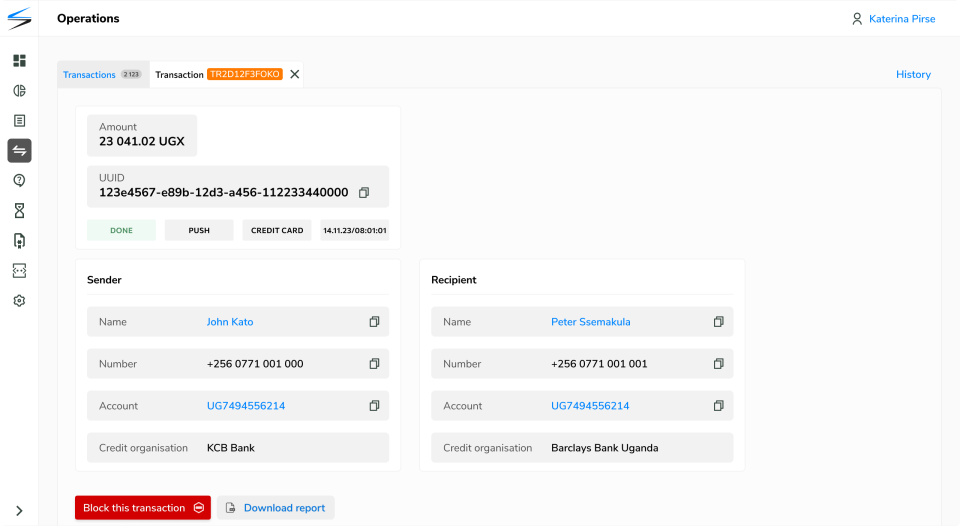 Operations
Katerina Pirse
Transactions 2 123
Transaction TR2D12F3FOKO
History
Amount
23 041.02 UGX
UUID
123e4567-e89b-12d3-a456-112233440000
DONE PUSH CREDIT CARD 14.11.23/08:01:01
Sender
Name John Kato
Number +256 0771 001 000
Account UG7494556214
Credit organisation KCB Bank
Recipient
Name Peter Ssemakula
Number +256 0771 001 001
Account UG7494556214
Credit organisation Barclays Bank Uganda
Block this transaction
Download report